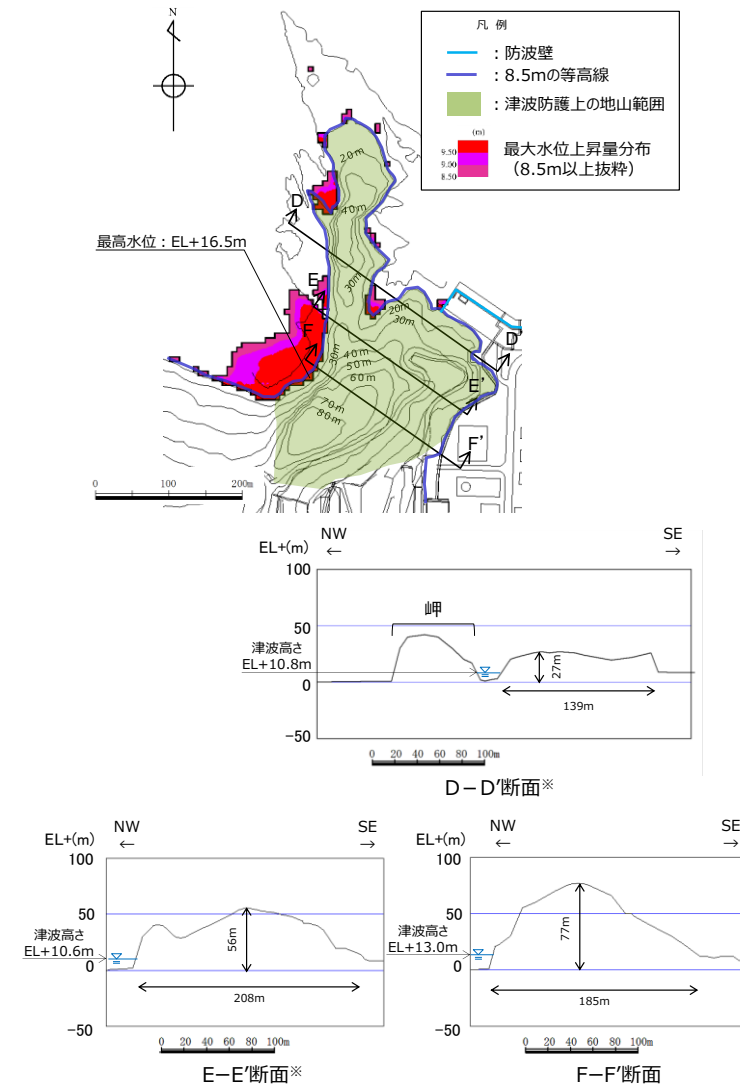 N
凡 例
：防波壁
：8.5mの等高線
：津波防護上の地山範囲
(m)
9.50
9.00
8.50
最大水位上昇量分布
（8.5m以上抜粋）
20m
D
40m
最高水位：EL+16.5m
E
30m
20m
30m
F
30m
D'
40m
50m
60m
E'
70m
80m
F'
0 100 200m
EL+(m)
NW
←
SE
→
100
岬
50
津波高さ
EL+10.8m
27m
0
139m
−50
0 20 40 60 80 100m
D−D'断面※
EL+(m)
NW
←
SE
→
100
50
津波高さ
EL+10.6m
56m
0
208m
−50
0 20 40 60 80 100m
E−E'断面※
EL+(m)
NW
←
SE
→
100
50
津波高さ
EL+13.0m
77m
0
185m
−50
0 20 40 60 80 100m
F−F'断面